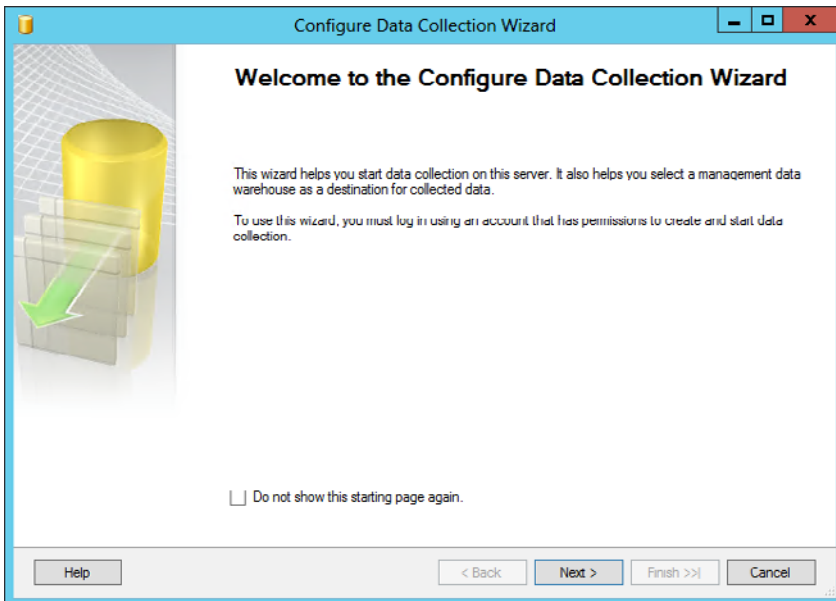 Configure Data Collection Wizard
Welcome to the Configure Data Collection Wizard
This wizard helps you start data collection on this server. It also helps you select a management data
warehouse as a destination for collected data.
To use this wizard, you must log in using an account that has permissions to create and start data
collection.
Do not show this starting page again.
Help
< Back
Next >
Finish >>|
Cancel